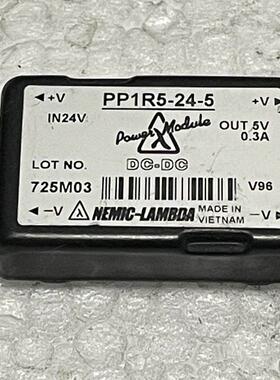 ◄+V PP1R5-24-5 +V►
IN24V Power Module OUT 5V
0.3A
LOT NO. DC-DC
725M03 V96
◄-V NEMIC-LAMBDA MADE IN VIETNAM -V►